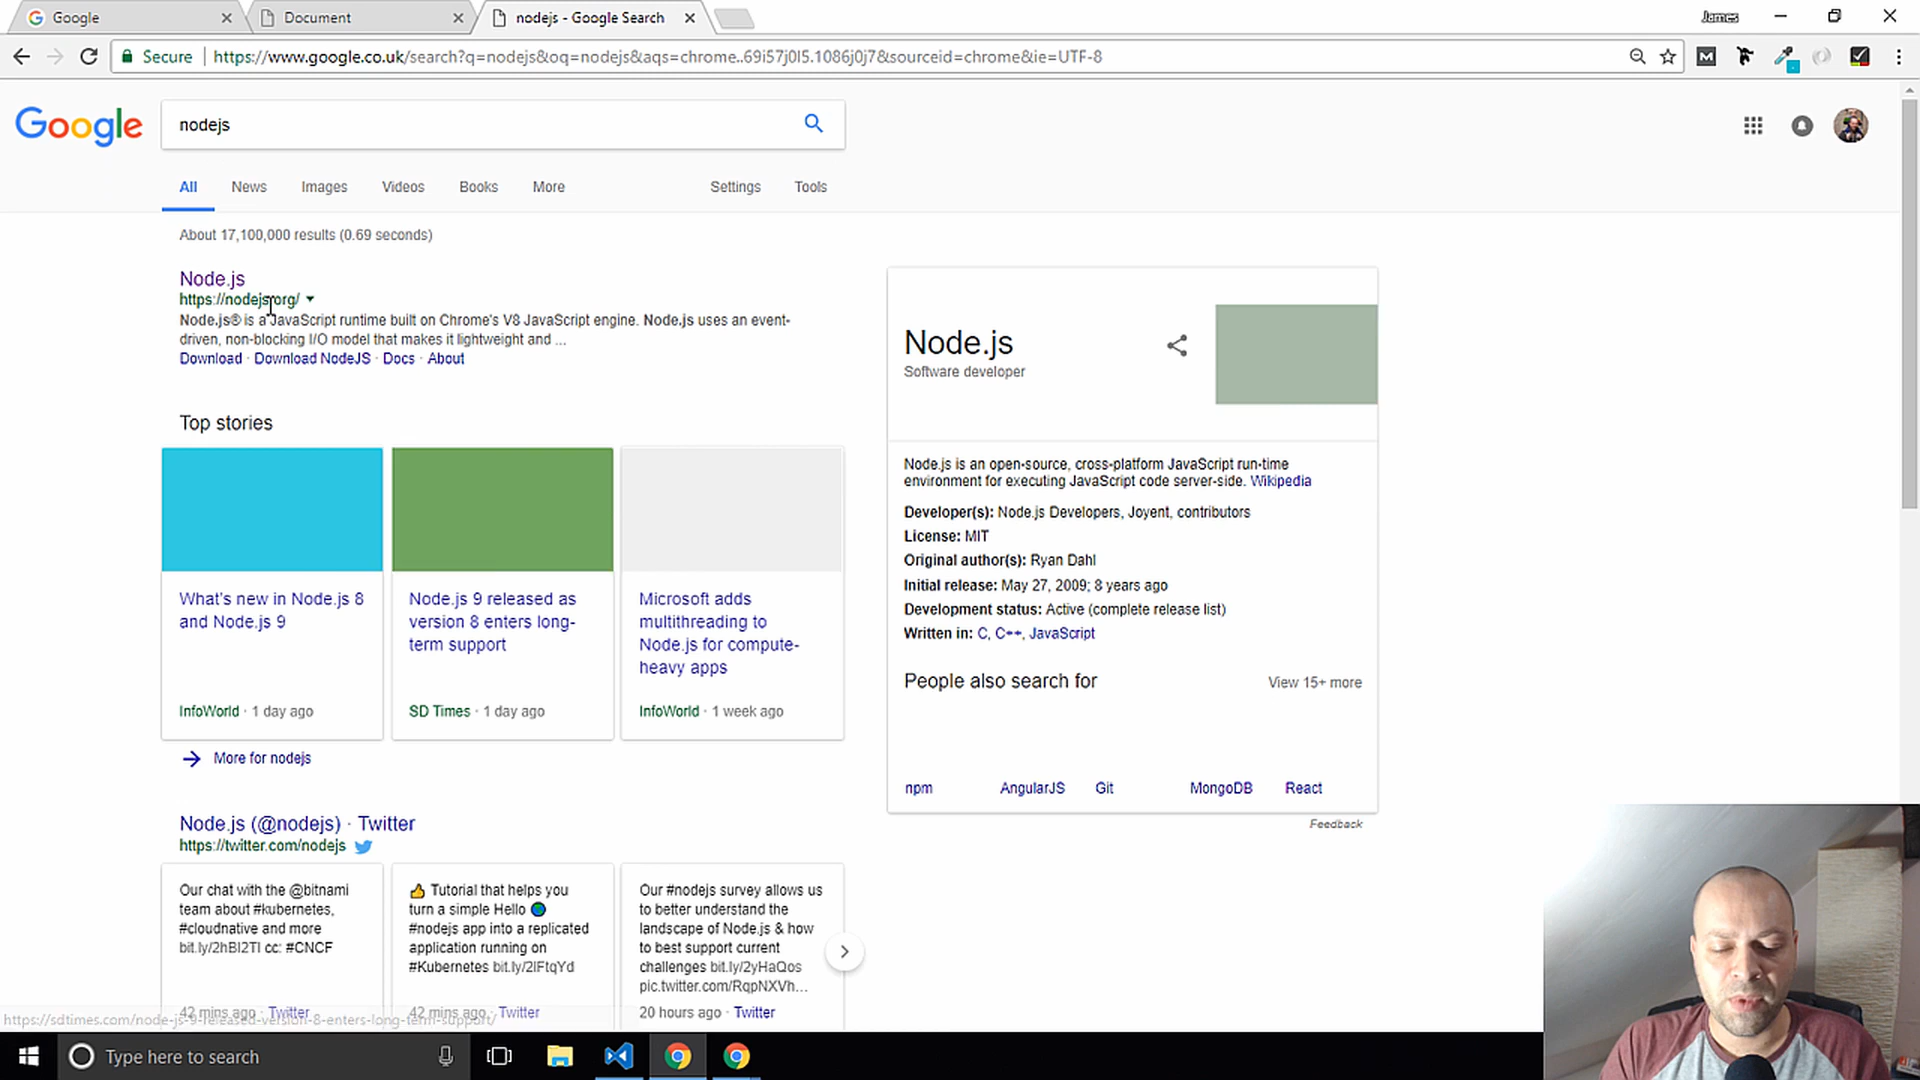 Google
Document
nodejs - Google Search
James
Secure
https://www.google.co.uk/search?q=nodejs&oq=nodejs&aqs=chrome..69i57j0l5.1086j0j7&sourceid=chrome&ie=UTF-8
Google
nodejs
All
News
Images
Videos
Books
More
Settings
Tools
About 17,100,000 results (0.69 seconds)
Node.js
https://nodejs.org/
Node.js® is a JavaScript runtime built on Chrome's V8 JavaScript engine. Node.js uses an event-
driven, non-blocking I/O model that makes it lightweight and ...
Download · Download NodeJS · Docs · About
Top stories
What's new in Node.js 8
and Node.js 9
InfoWorld · 1 day ago
Node.js 9 released as
version 8 enters long-
term support
SD Times · 1 day ago
Microsoft adds
multithreading to
Node.js for compute-
heavy apps
InfoWorld · 1 week ago
More for nodejs
Node.js (@nodejs) · Twitter
https://twitter.com/nodejs
Our chat with the @bitnami
team about #kubernetes,
#cloudnative and more
bit.ly/2hBI2TI cc: #CNCF
42 mins ago · Twitter
👍 Tutorial that helps you
turn a simple Hello 🌍
#nodejs app into a replicated
application running on
#Kubernetes bit.ly/2lFtqYd
42 mins ago · Twitter
Our #nodejs survey allows us
to better understand the
landscape of Node.js & how
to best support current
challenges bit.ly/2yHaQos
pic.twitter.com/RqpNXVh...
20 hours ago · Twitter
Node.js
Software developer
Node.js is an open-source, cross-platform JavaScript run-time
environment for executing JavaScript code server-side. Wikipedia
Developer(s): Node.js Developers, Joyent, contributors
License: MIT
Original author(s): Ryan Dahl
Initial release: May 27, 2009; 8 years ago
Development status: Active (complete release list)
Written in: C, C++, JavaScript
People also search for
View 15+ more
npm
AngularJS
Git
MongoDB
React
Feedback
https://sdtimes.com/node-js-9-released-version-8-enters-long-term-support/
Type here to search